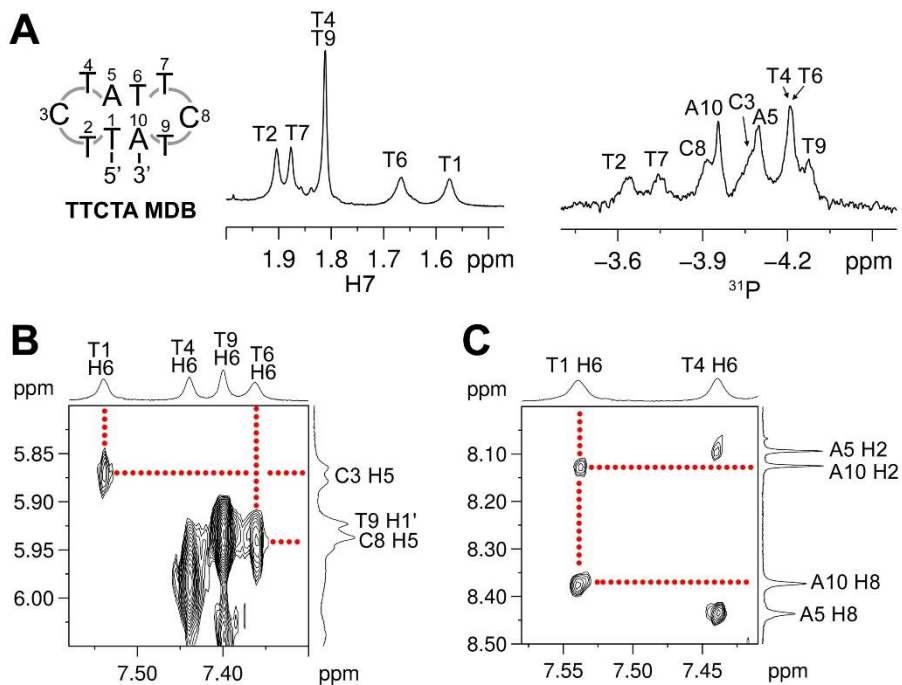 A
4 5 6 7
T A T T
3C C8
T T A T
2 1 10 9
5' 3'
TTCTA MDB
T4
T9
T2 T7
T6 T1
1.9 1.8 1.7 1.6 ppm
H7
T4 T6
A10 C3 A5
C8
T2 T7 T9
−3.6 −3.9 −4.2 ppm
31P
B
T1 T4 T9 T6
H6 H6 H6 H6
ppm
5.85
5.90
5.95
6.00
C3 H5
T9 H1'
C8 H5
7.50 7.40 ppm
C
T1 H6 T4 H6
ppm
8.00
8.10
8.30
8.40
8.50
A5 H2
A10 H2
A10 H8
A5 H8
7.55 7.50 7.45 ppm